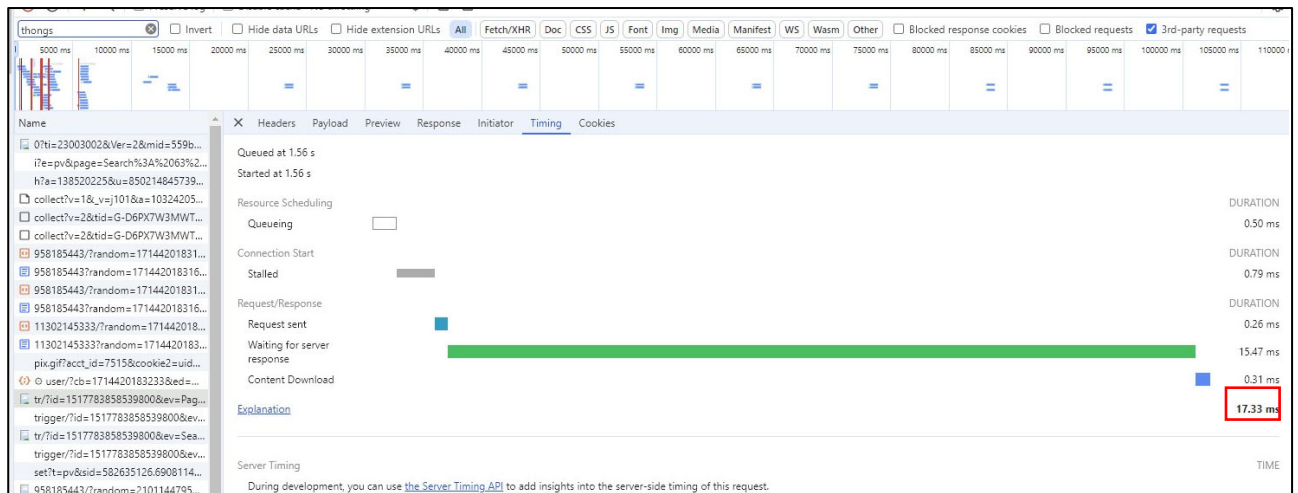 thongs Invert Hide data URLs Hide extension URLs All Fetch/XHR Doc CSS JS Font Img Media Manifest WS Wasm Other Blocked response cookies Blocked requests 3rd-party requests
5000 ms 10000 ms 15000 ms 20000 ms 25000 ms 30000 ms 35000 ms 40000 ms 45000 ms 50000 ms 55000 ms 60000 ms 65000 ms 70000 ms 75000 ms 80000 ms 85000 ms 90000 ms 95000 ms 100000 ms 105000 ms 110000
Name
0?ti=23003002&Ver=2&mid=559b...
i?e=pv&page=Search%3A%2063%2...
h?a=138520225&u=850214845739...
collect?v=1&_v=j101&a=10324205...
collect?v=2&tid=G-D6PX7W3MWT...
collect?v=2&tid=G-D6PX7W3MWT...
958185443/?random=17144201831...
958185443?random=171442018316...
958185443/?random=17144201831...
958185443?random=171442018316...
11302145333/?random=171442018...
11302145333?random=1714420183...
pix.gif?acct_id=7515&cookie2=uid...
user/?cb=1714420183233&ed=...
tr/?id=1517783858539800&ev=Pag...
trigger/?id=1517783858539800&ev...
tr/?id=1517783858539800&ev=Sea...
trigger/?id=1517783858539800&ev...
set?t=pv&sid=582635126.6908114...
958185443/?random=2101144795...
Headers Payload Preview Response Initiator Timing Cookies
Queued at 1.56 s
Started at 1.56 s
Resource Scheduling DURATION
Queueing 0.50 ms
Connection Start DURATION
Stalled 0.79 ms
Request/Response DURATION
Request sent 0.26 ms
Waiting for server
response 15.47 ms
Content Download 0.31 ms
Explanation 17.33 ms
Server Timing TIME
During development, you can use the Server Timing API to add insights into the server-side timing of this request.